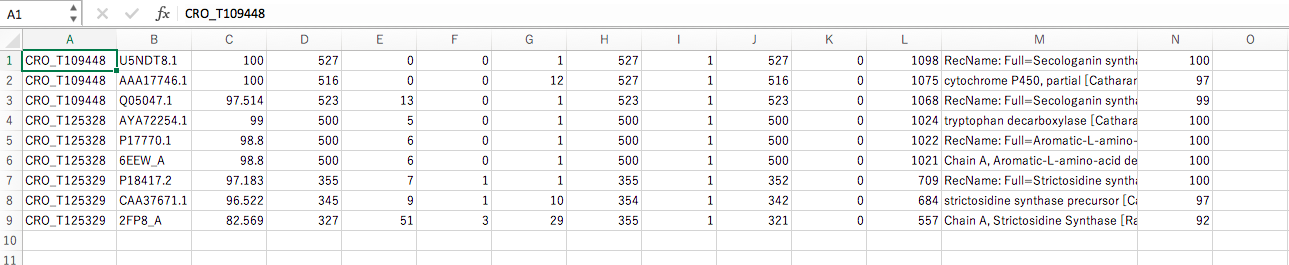 A1 fx CRO_T109448
A B C D E F G H I J K L M N O
1 CRO_T109448 U5NDT8.1 100 527 0 0 1 527 1 527 0 1098 RecName: Full=Secologanin syntha 100
2 CRO_T109448 AAA17746.1 100 516 0 0 12 527 1 516 0 1075 cytochrome P450, partial [Catharar 97
3 CRO_T109448 Q05047.1 97.514 523 13 0 1 523 1 523 0 1068 RecName: Full=Secologanin syntha 99
4 CRO_T125328 AYA72254.1 99 500 5 0 1 500 1 500 0 1024 tryptophan decarboxylase [Cathara 100
5 CRO_T125328 P17770.1 98.8 500 6 0 1 500 1 500 0 1022 RecName: Full=Aromatic-L-amino- 100
6 CRO_T125328 6EEW_A 98.8 500 6 0 1 500 1 500 0 1021 Chain A, Aromatic-L-amino-acid de 100
7 CRO_T125329 P18417.2 97.183 355 7 1 1 355 1 352 0 709 RecName: Full=Strictosidine syntha 100
8 CRO_T125329 CAA37671.1 96.522 345 9 1 10 354 1 342 0 684 strictosidine synthase precursor [Ca 97
9 CRO_T125329 2FP8_A 82.569 327 51 3 29 355 1 321 0 557 Chain A, Strictosidine Synthase [Ra 92
10
11